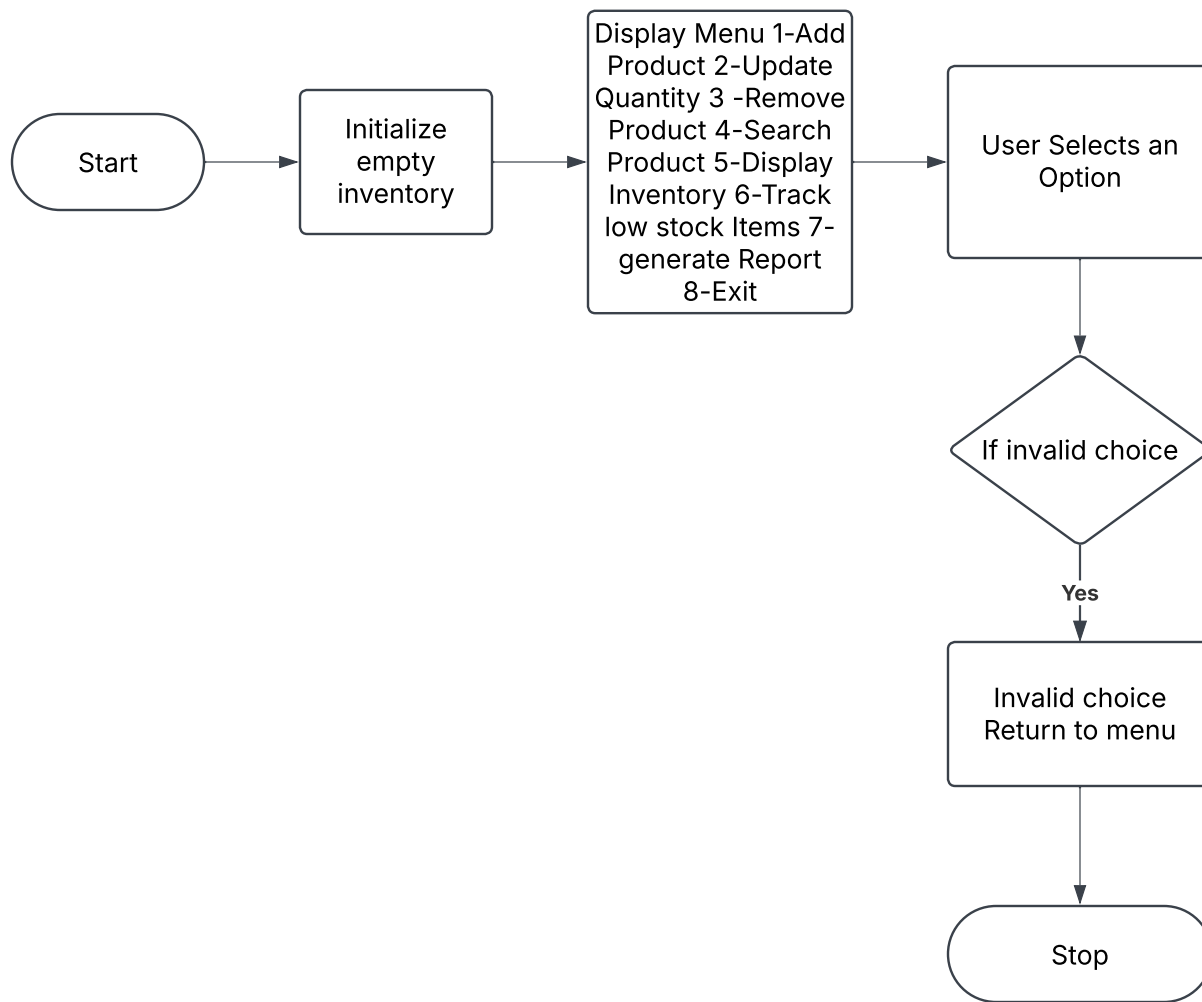 Start
Initialize
empty
inventory
Display Menu 1-Add
Product 2-Update
Quantity 3 -Remove
Product 4-Search
Product 5-Display
Inventory 6-Track
low stock Items 7-
generate Report
8-Exit
User Selects an
Option
If invalid choice
Yes
Invalid choice
Return to menu
Stop